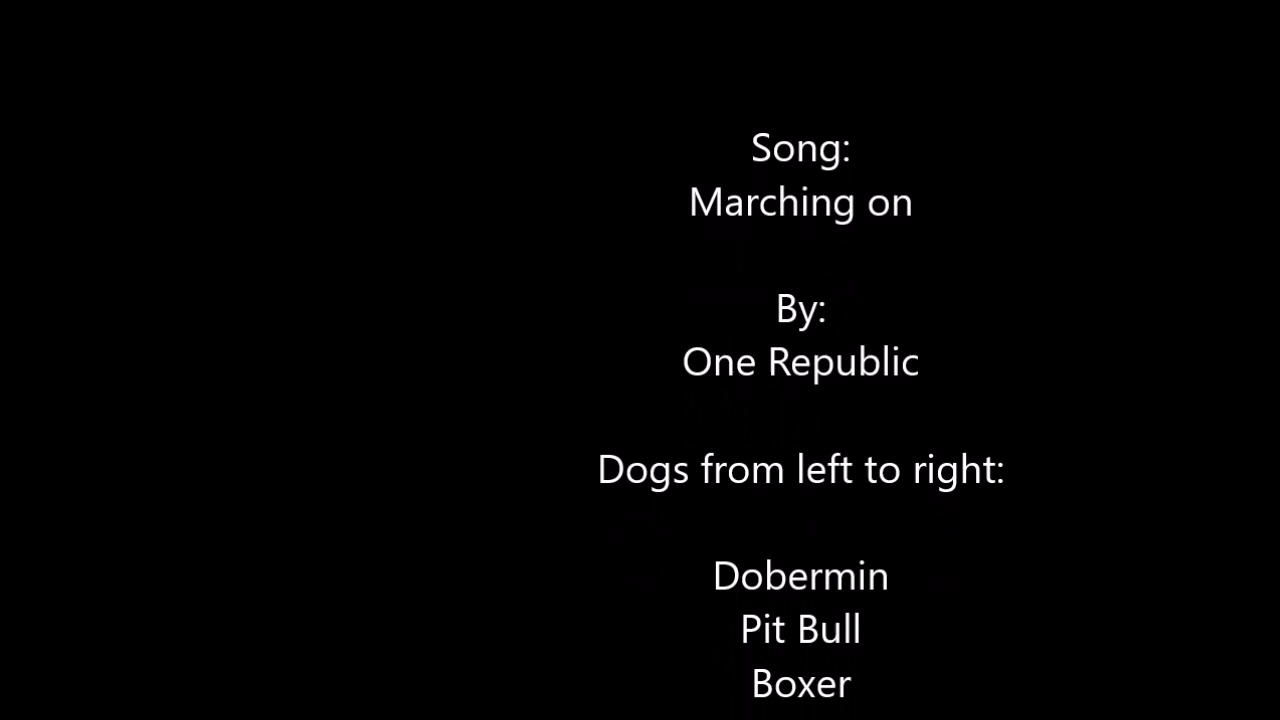 Song:
Marching on
By:
One Republic
Dogs from left to right:
Dobermin
Pit Bull
Boxer